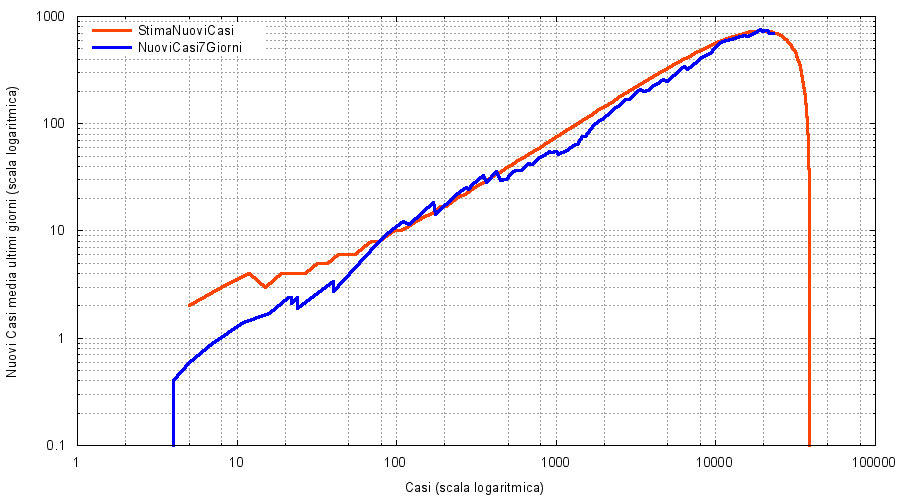 1000
100
10
1
0.1
StimaNuoviCasi
NuoviCasi7Giorni
Nuovi Casi media ultimi giorni (scala logaritmica)
1 10 100 1000 10000 100000
Casi (scala logaritmica)